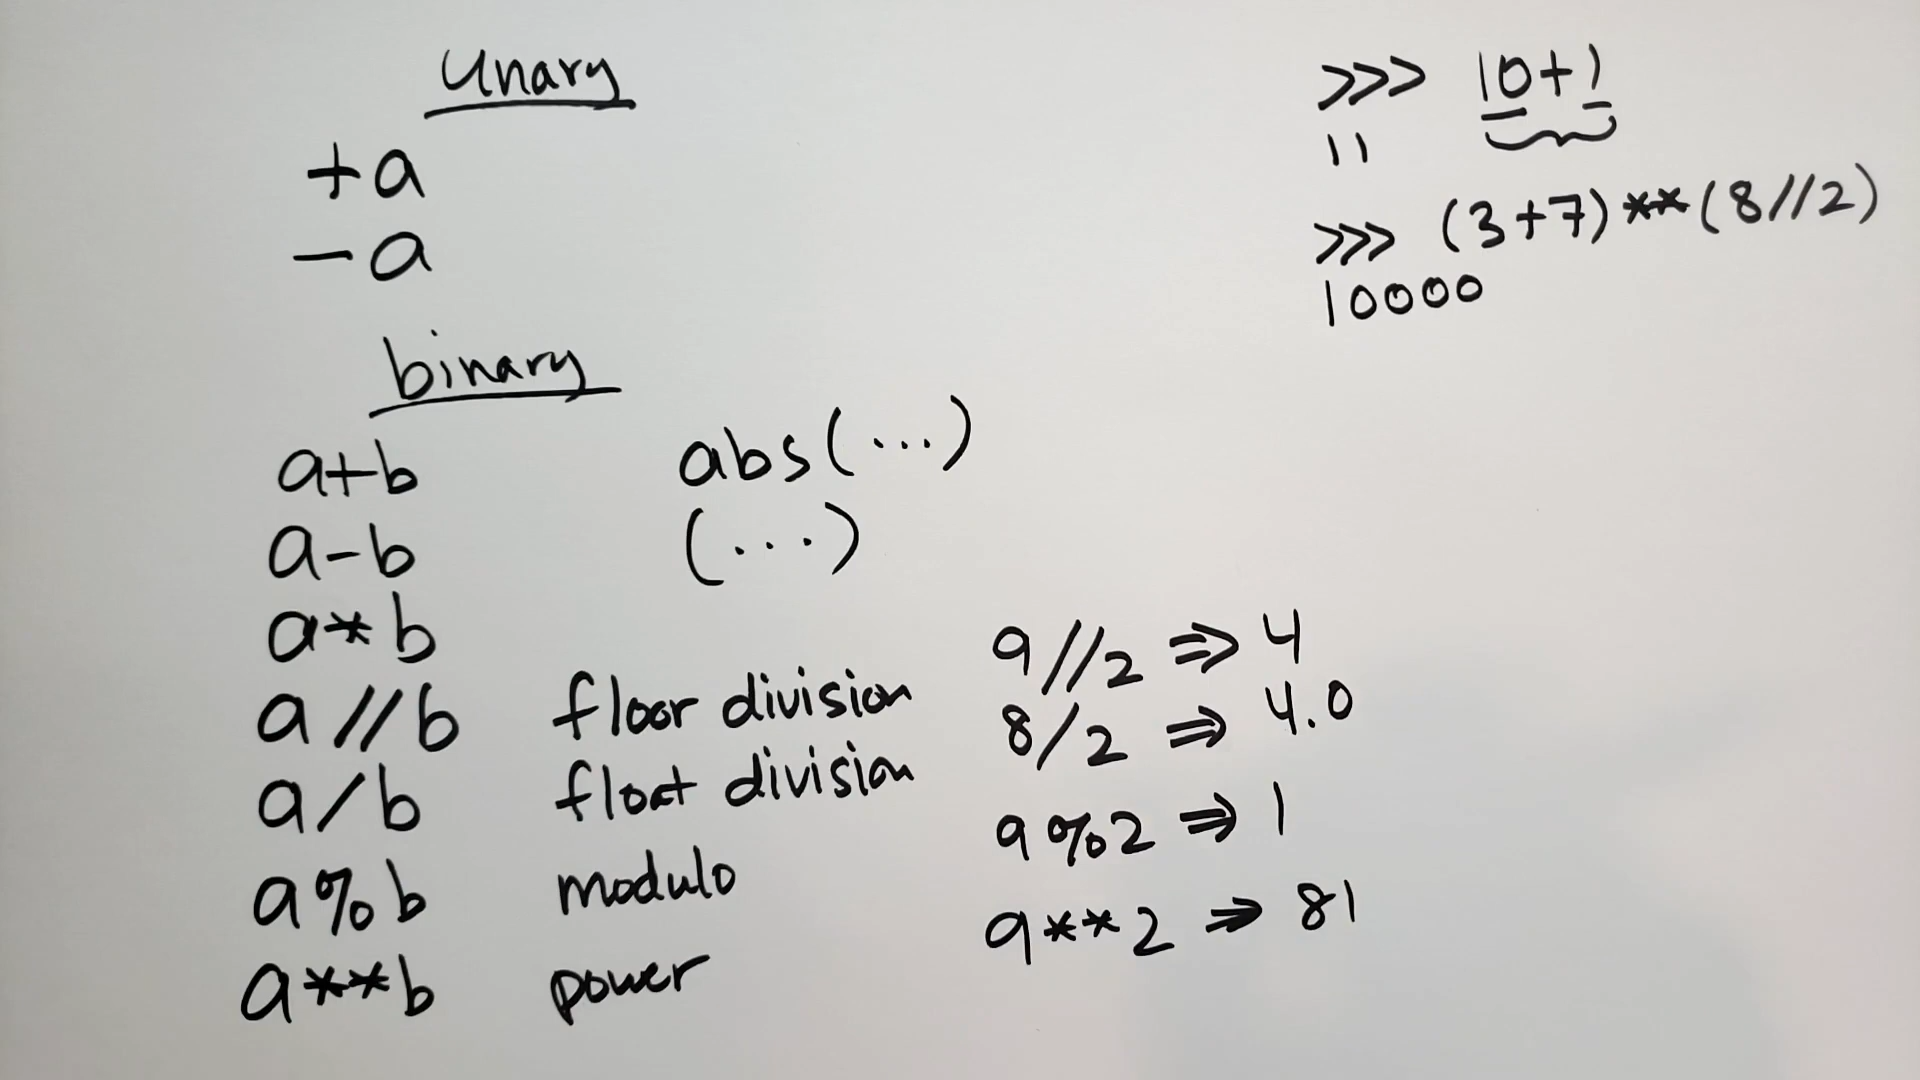 Unary
+a
-a
binary
a+b
a-b
a*b
a//b floor division
a/b float division
a%b modulo
a**b power
abs(...)
(...)
9//2 ⇒ 4
8/2 ⇒ 4.0
9%2 ⇒ 1
9**2 ⇒ 81
>>> 10+1
11
>>> (3+7)**(8//2)
10000